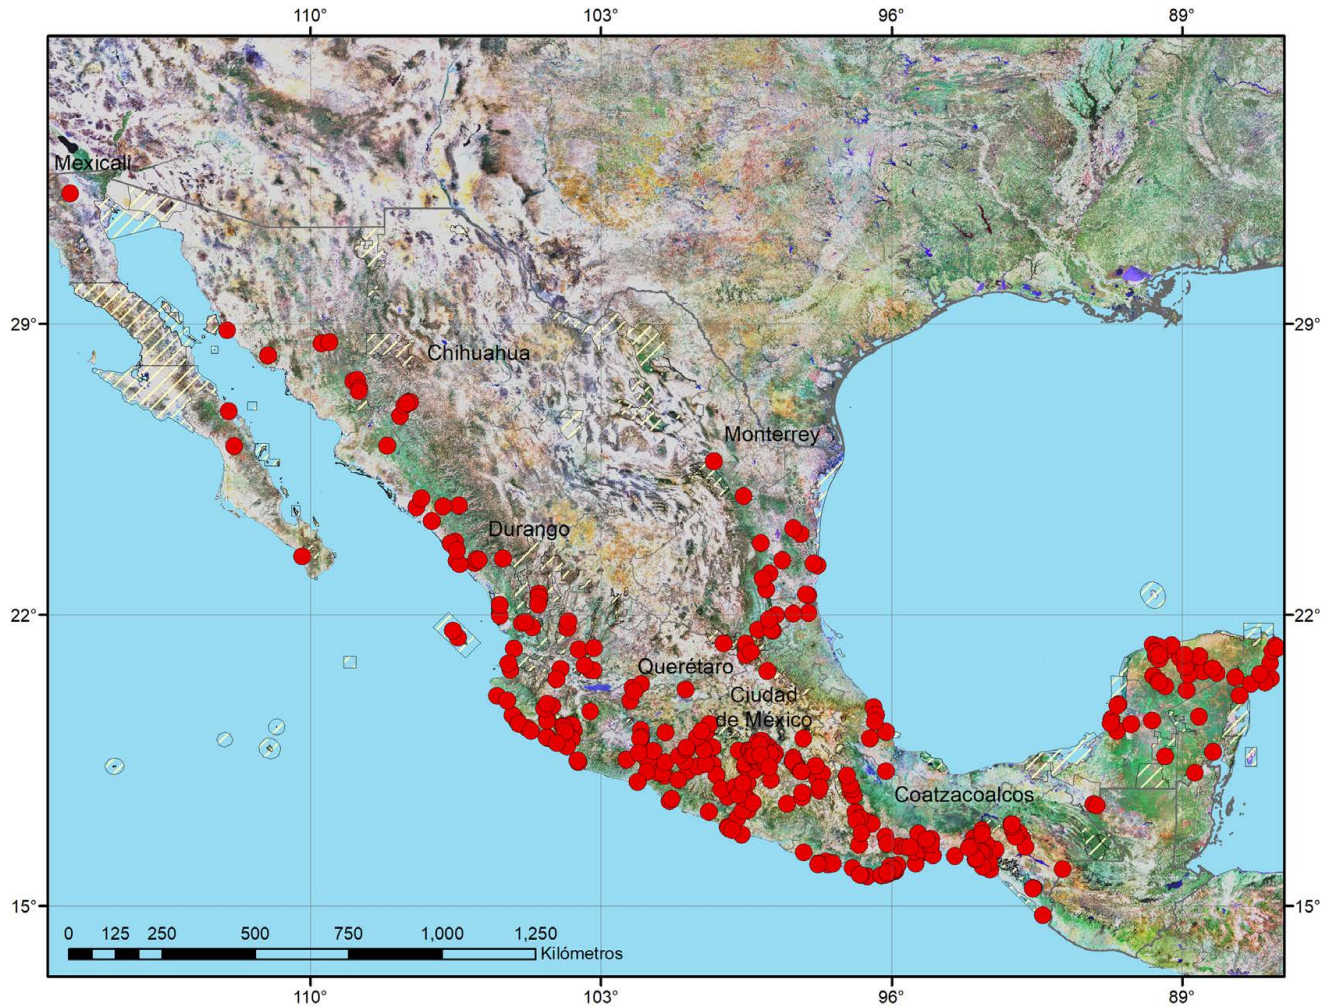 110° 103° 96° 89°
Mexicali
29° 29°
Chihuahua
Monterrey
Durango
22° 22°
Querétaro
Ciudad
de México
Coatzacoalcos
15° 15°
0 125 250 500 750 1,000 1,250
Kilómetros
110° 103° 96° 89°